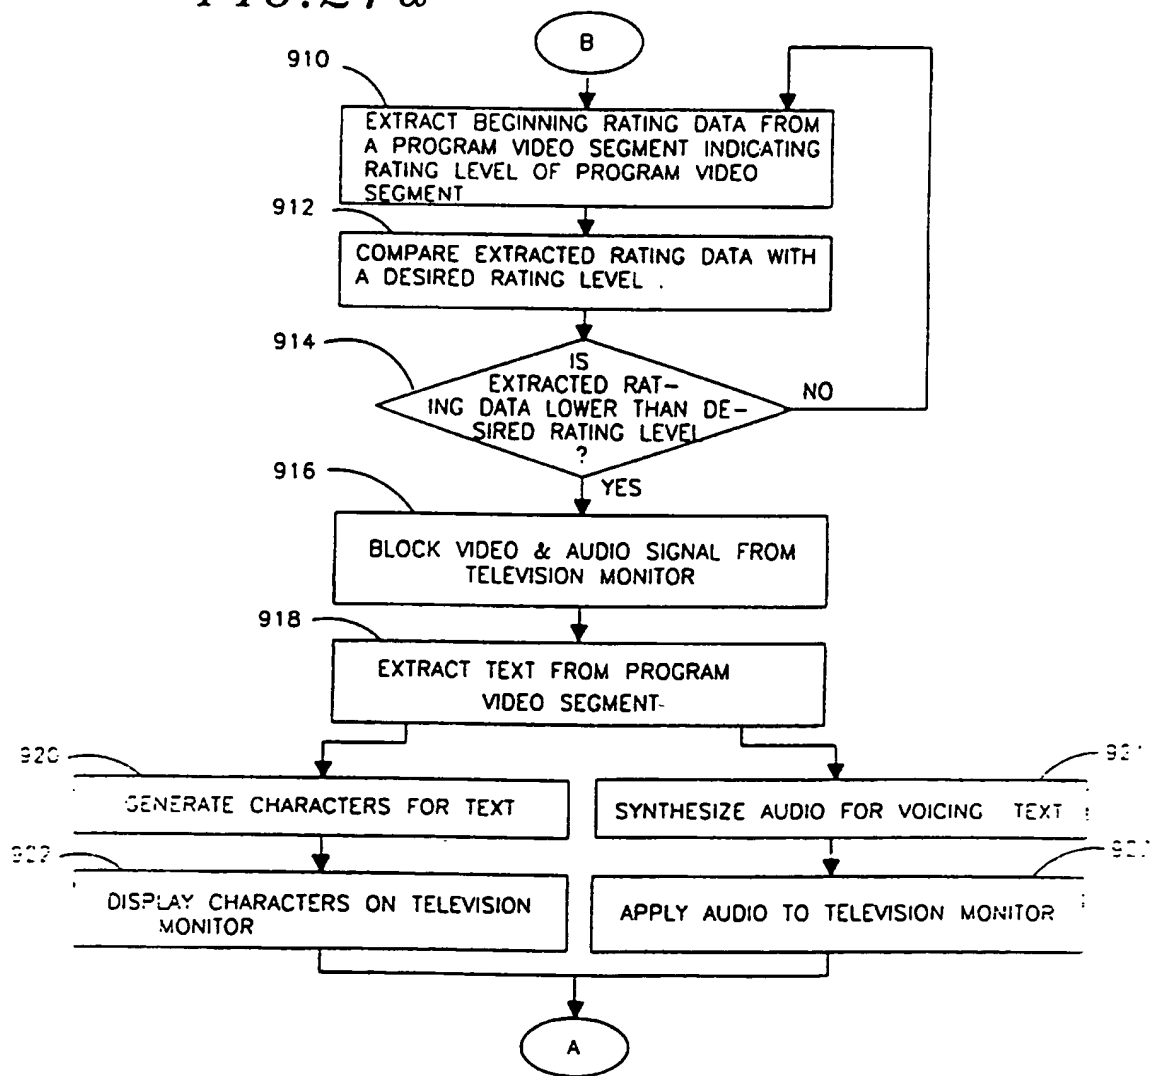 B
910
EXTRACT BEGINNING RATING DATA FROM
A PROGRAM VIDEO SEGMENT INDICATING
RATING LEVEL OF PROGRAM VIDEO
SEGMENT
912
COMPARE EXTRACTED RATING DATA WITH
A DESIRED RATING LEVEL .
914
IS
EXTRACTED RAT-
ING DATA LOWER THAN DE-
SIRED RATING LEVEL
?
NO
YES
916
BLOCK VIDEO & AUDIO SIGNAL FROM
TELEVISION MONITOR
918
EXTRACT TEXT FROM PROGRAM
VIDEO SEGMENT
920
GENERATE CHARACTERS FOR TEXT
SYNTHESIZE AUDIO FOR VOICING TEXT
922
DISPLAY CHARACTERS ON TELEVISION
MONITOR
APPLY AUDIO TO TELEVISION MONITOR
A